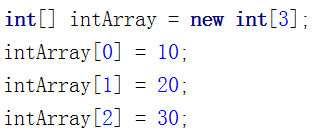 int[] intArray = new int[3];
intArray[0] = 10;
intArray[1] = 20;
intArray[2] = 30;